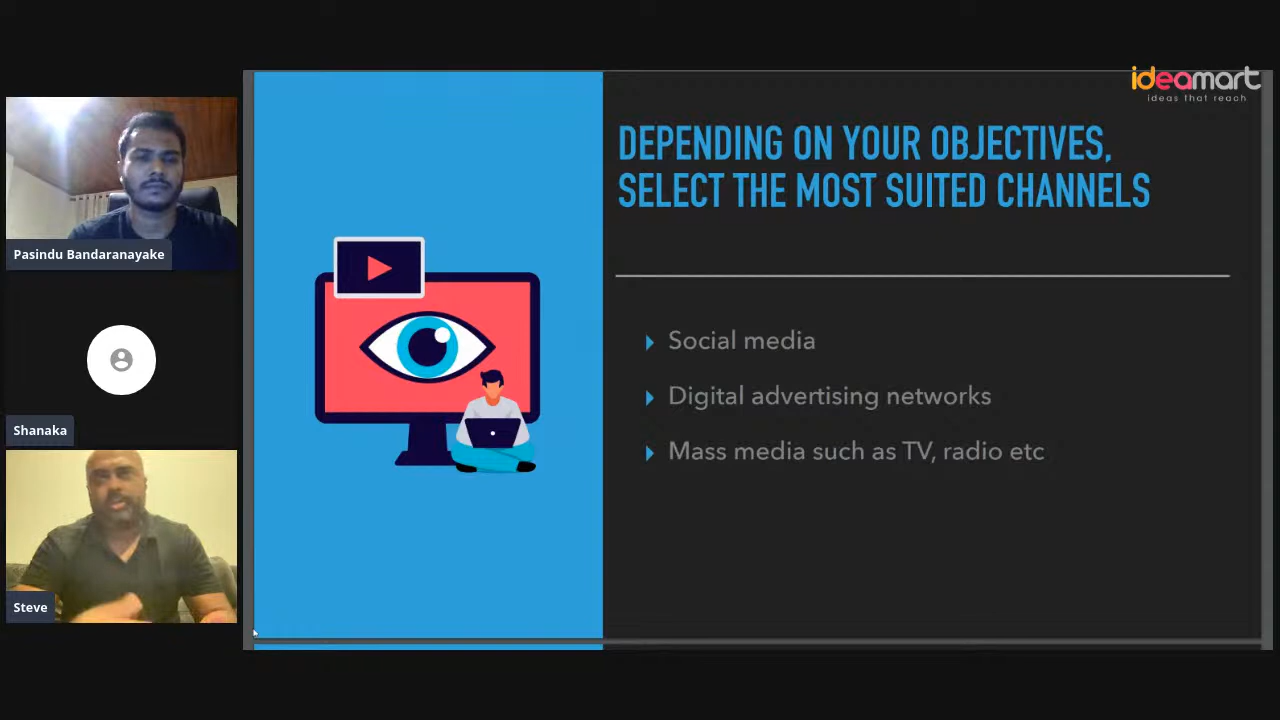 ideamart
ideas that reach
DEPENDING ON YOUR OBJECTIVES,
SELECT THE MOST SUITED CHANNELS
Social media
Digital advertising networks
Mass media such as TV, radio etc
Pasindu Bandaranayake
Shanaka
Steve